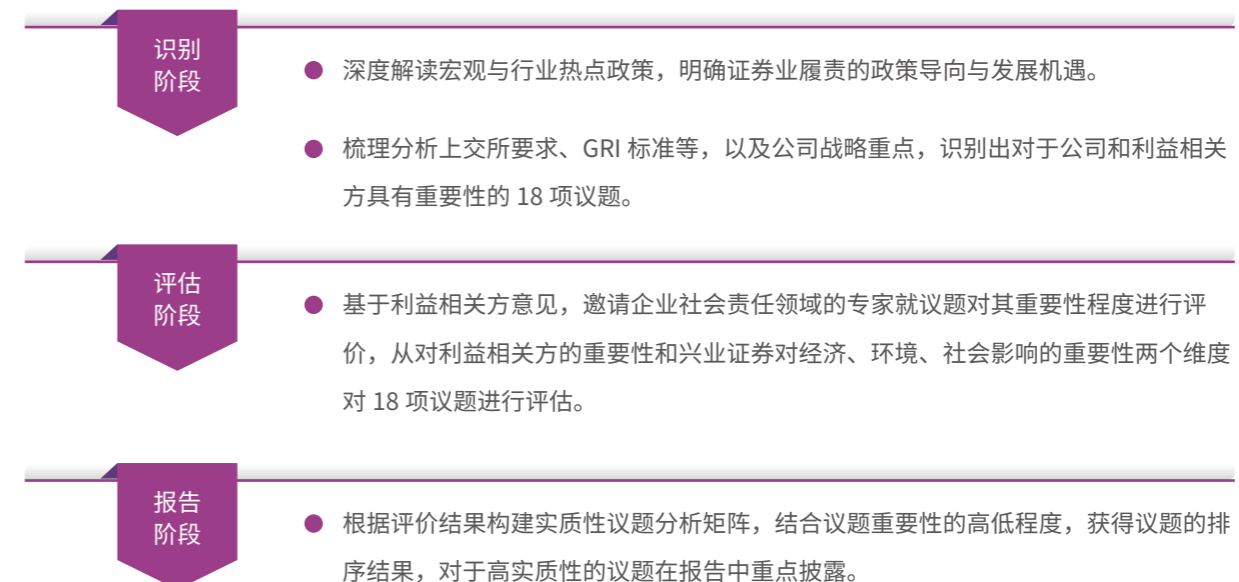 识别
阶段
● 深度解读宏观与行业热点政策，明确证券业履责的政策导向与发展机遇。
● 梳理分析上交所要求、GRI 标准等，以及公司战略重点，识别出对于公司和利益相关
方具有重要性的 18 项议题。
评估
阶段
● 基于利益相关方意见，邀请企业社会责任领域的专家就议题对其重要性程度进行评
价，从对利益相关方的重要性和兴业证券对经济、环境、社会影响的重要性两个维度
对 18 项议题进行评估。
报告
阶段
● 根据评价结果构建实质性议题分析矩阵，结合议题重要性的高低程度，获得议题的排
序结果，对于高实质性的议题在报告中重点披露。